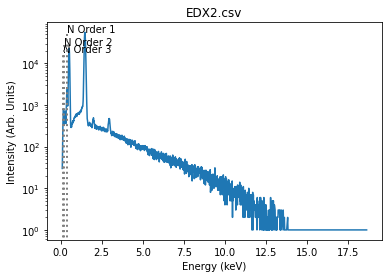 EDX2.csv
N Order 1
N Order 2
N Order 3
Intensity (Arb. Units)
10⁴
10³
10²
10¹
10⁰
0.0 2.5 5.0 7.5 10.0 12.5 15.0 17.5
Energy (keV)